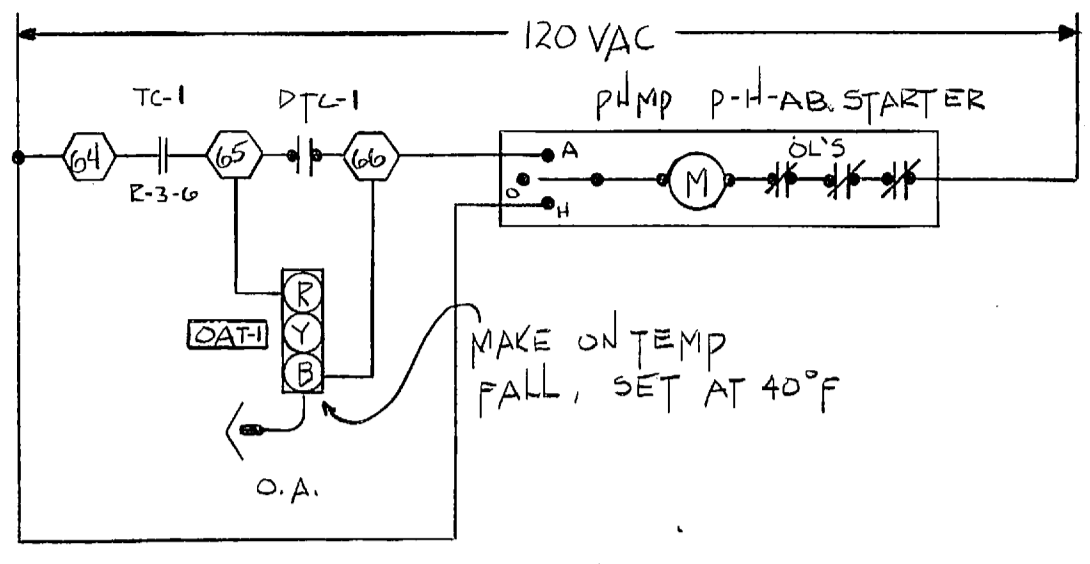 120 VAC
TC-1
DTC-1
PUMP P-H-AB. STARTER
64
65
66
R-3-6
A
O
H
M
OL'S
R
Y
B
OAT-1
MAKE ON TEMP
FALL, SET AT 40°F
O.A.